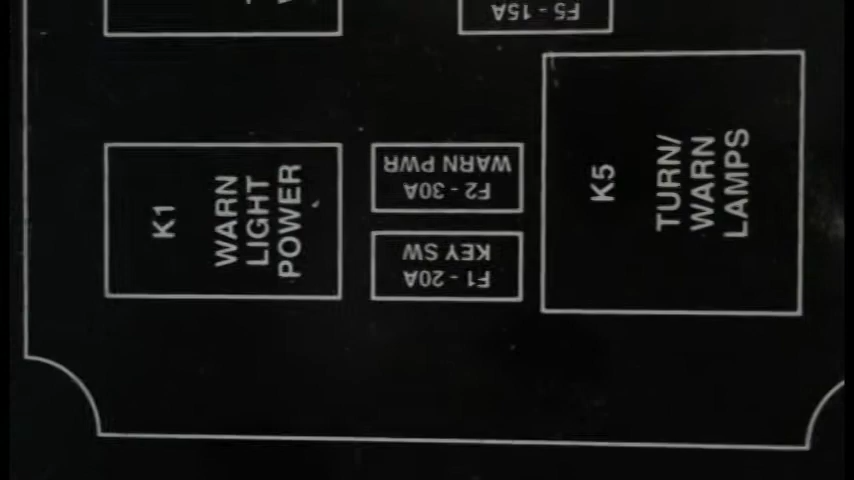 F5 - 15A
K1
WARN
LIGHT
POWER
F2 - 30A
WARN PWR
F1 - 20A
KEY SW
K5
TURN/
WARN
LAMPS